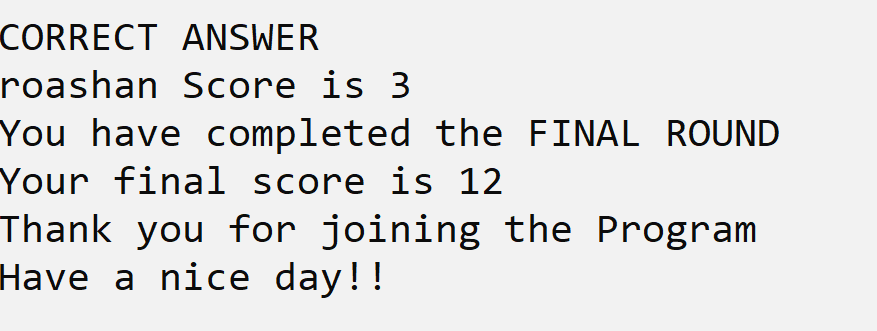 CORRECT ANSWER
roashan Score is 3
You have completed the FINAL ROUND
Your final score is 12
Thank you for joining the Program
Have a nice day!!